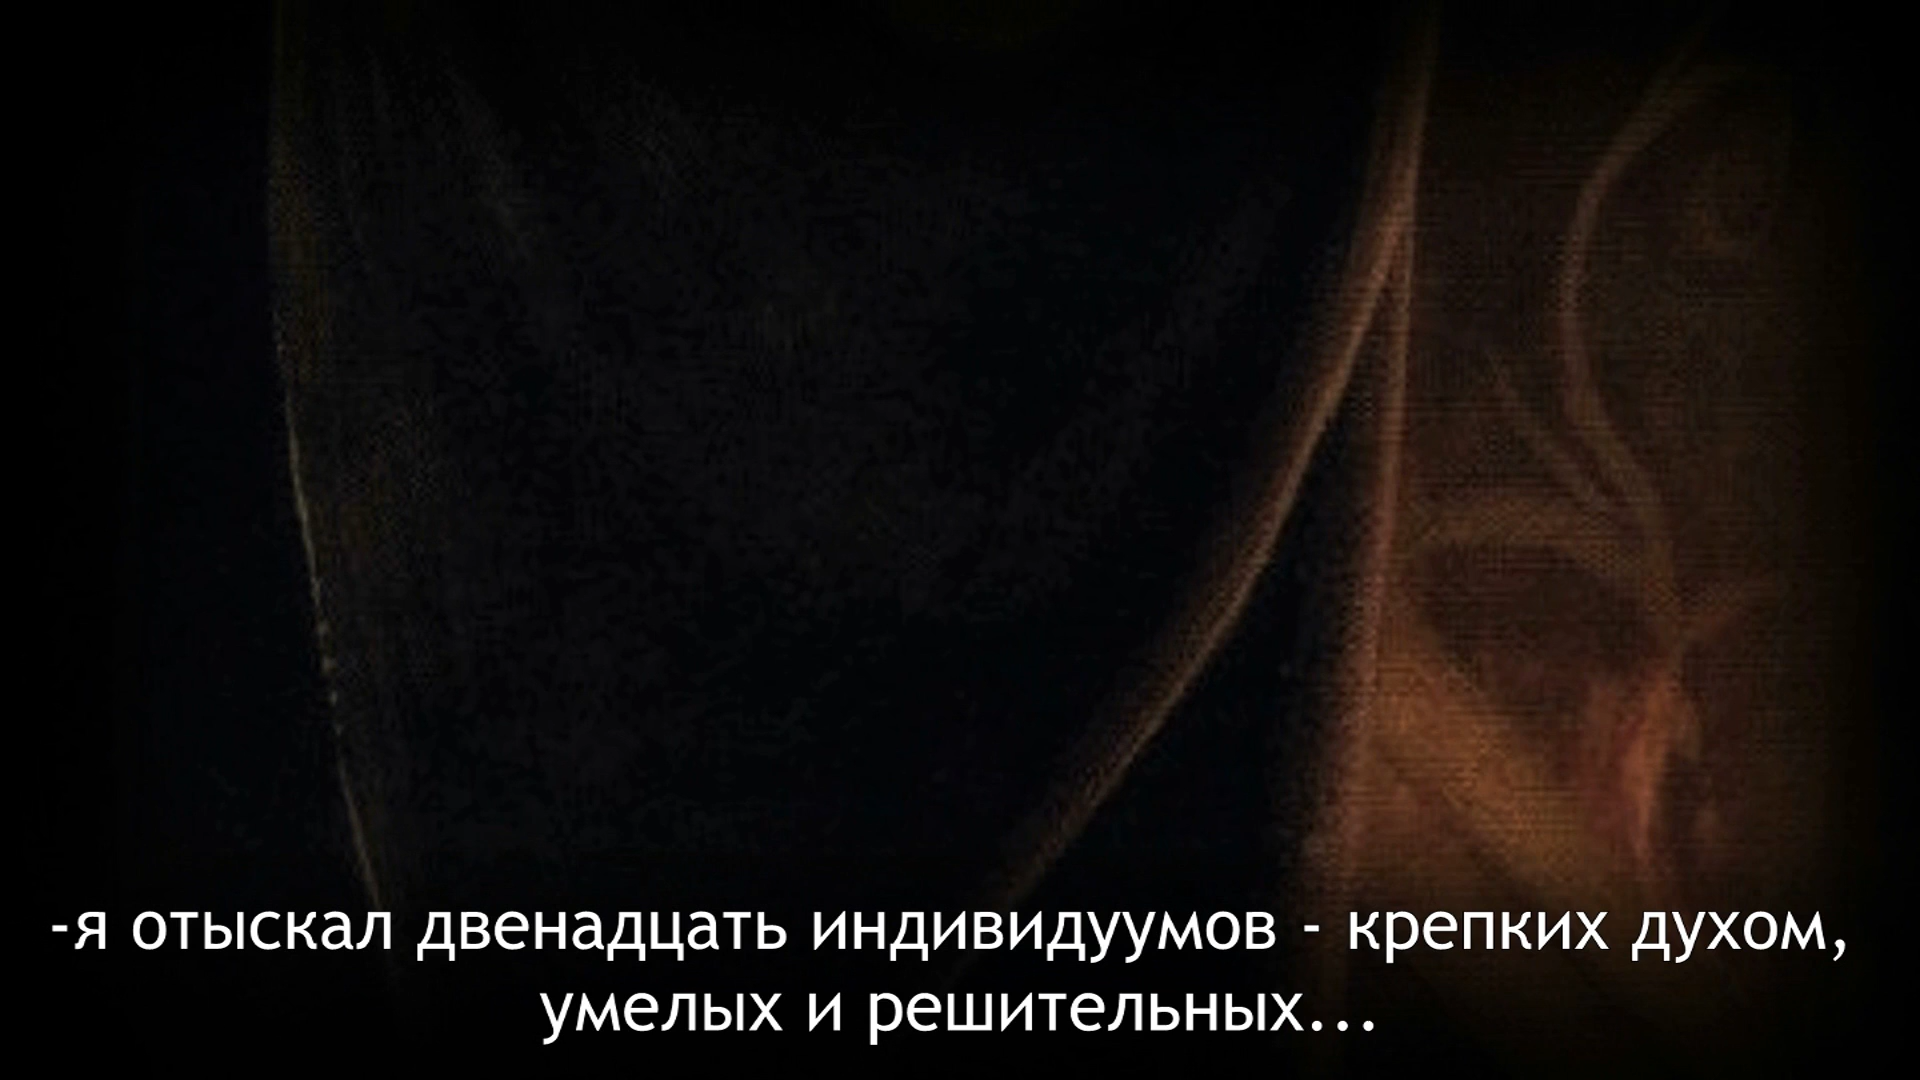 -я отыскал двенадцать индивидуумов - крепких духом,
умелых и решительных...